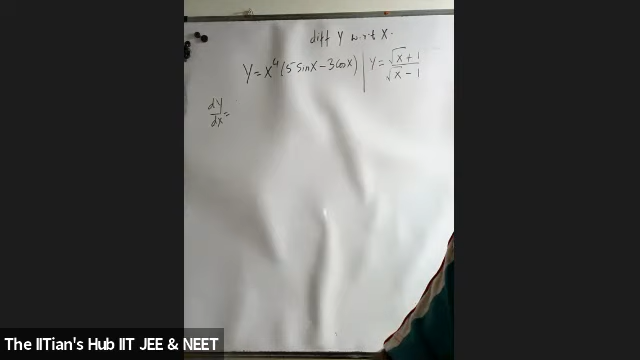 diff Y w.r.t X.
Y = x⁴(5 sinx - 3 cosx) | Y = √x + 1 / √x - 1
dy/dx =
The IITian's Hub IIT JEE & NEET